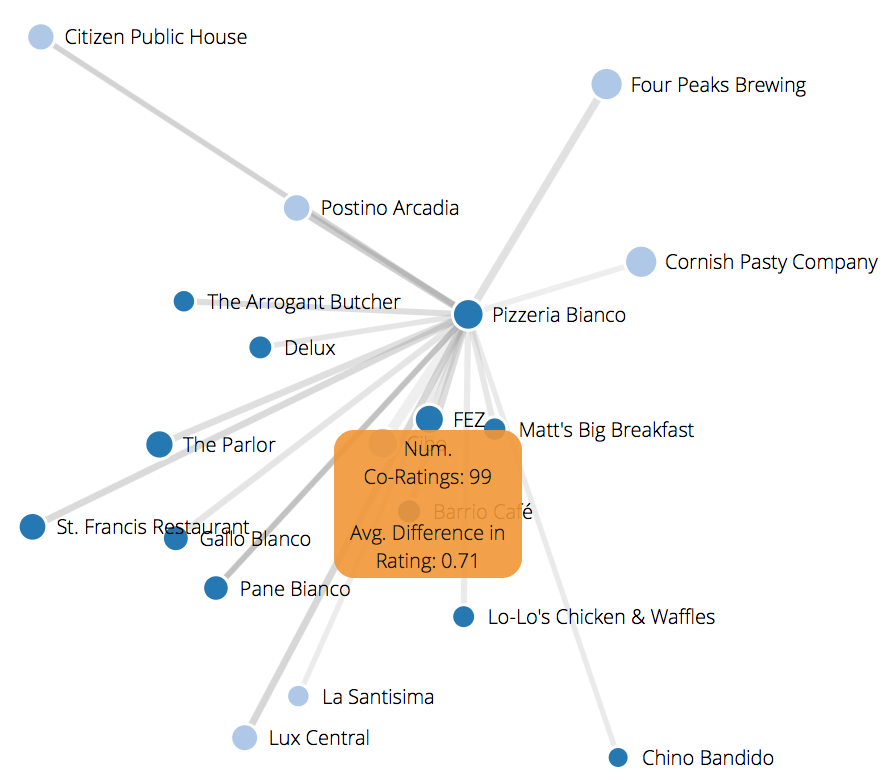 Citizen Public House
Four Peaks Brewing
Postino Arcadia
Cornish Pasty Company
The Arrogant Butcher
Pizzeria Bianco
Delux
FEZ
Matt's Big Breakfast
The Parlor
Cibo
Num.
Co-Ratings: 99
Barrio Café
Avg. Difference in
Rating: 0.71
St. Francis Restaurant
Gallo Blanco
Pane Bianco
Lo-Lo's Chicken & Waffles
La Santisima
Lux Central
Chino Bandido